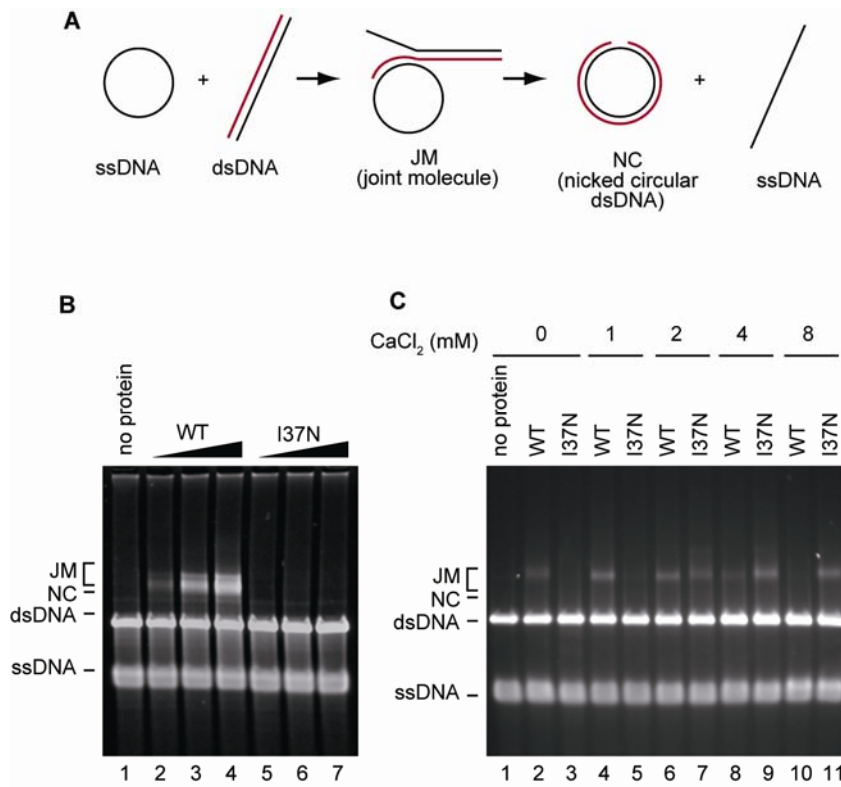 A
+
+
ssDNA
dsDNA
JM
(joint molecule)
NC
(nicked circular
dsDNA)
ssDNA
B
no protein
WT
I37N
JM
NC
dsDNA
ssDNA
1 2 3 4 5 6 7
C
CaCl₂ (mM)
0 1 2 4 8
no protein
WT
I37N
WT
I37N
WT
I37N
WT
I37N
WT
I37N
JM
NC
dsDNA
ssDNA
1 2 3 4 5 6 7 8 9 10 11